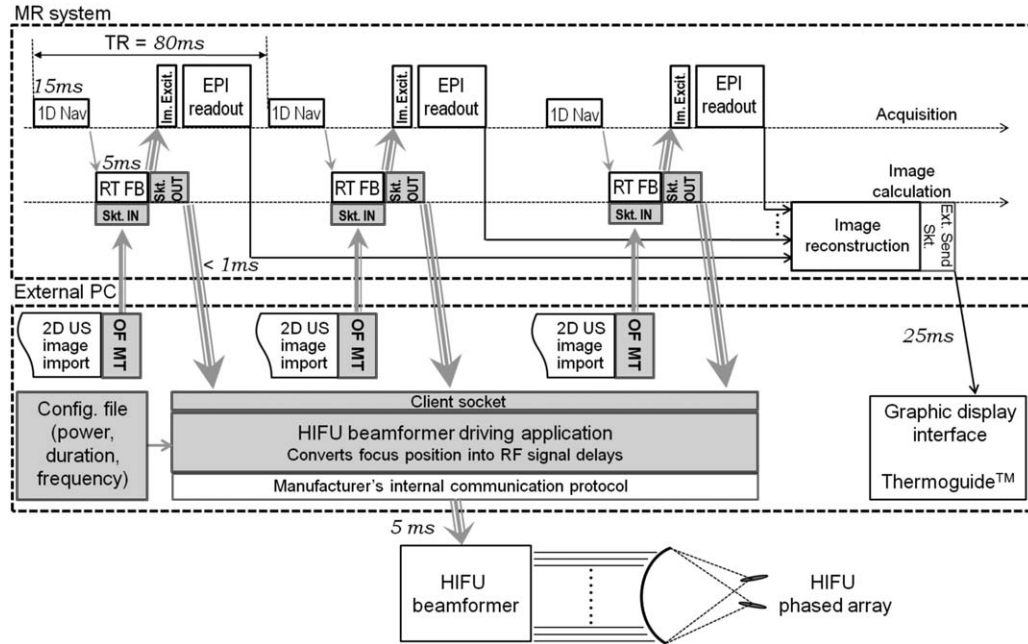 MR system
TR = 80ms
15ms
1D Nav
Im. Excit.
EPI
readout
1D Nav
Im. Excit.
EPI
readout
1D Nav
Im. Excit.
EPI
readout
Acquisition
5ms
RT FB
Skt.
OUT
Skt. IN
RT FB
Skt.
OUT
Skt. IN
RT FB
Skt.
OUT
Skt. IN
Image
calculation
Image
reconstruction
Ext. Send
Skt.
< 1ms
External PC
2D US
image
import
OF MT
2D US
image
import
OF MT
2D US
image
import
OF MT
25ms
Config. file
(power,
duration,
frequency)
Client socket
HIFU beamformer driving application
Converts focus position into RF signal delays
Manufacturer's internal communication protocol
Graphic display
interface
Thermoguide™
5 ms
HIFU
beamformer
HIFU
phased array